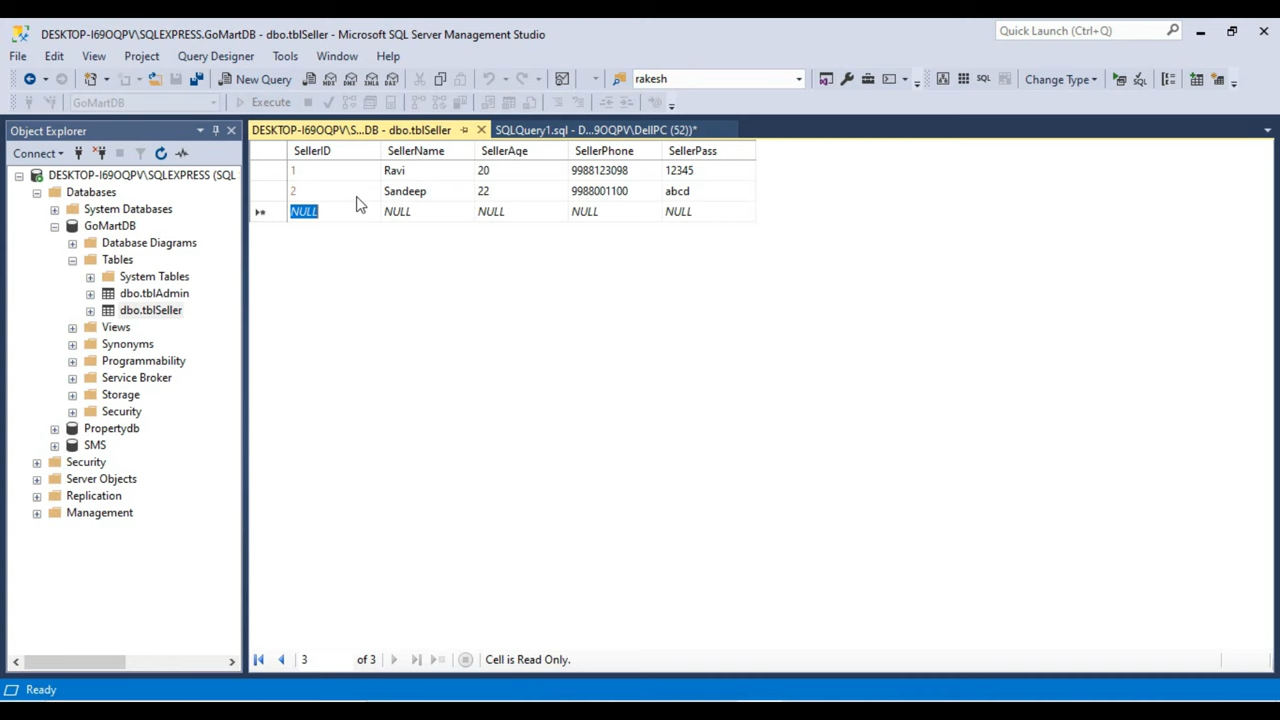 DESKTOP-I69OQPV\SQLEXPRESS.GoMartDB - dbo.tblSeller - Microsoft SQL Server Management Studio
Quick Launch (Ctrl+Q)
File Edit View Project Query Designer Tools Window Help
New Query MDX DMX XMLA DAX rakesh SQL Change Type
GoMartDB Execute
Object Explorer
DESKTOP-I69OQPV\S...DB - dbo.tblSeller
SQLQuery1.sql - D...9OQPV\DellPC (52))*
Connect
DESKTOP-I69OQPV\SQLEXPRESS (SQL
Databases
System Databases
GoMartDB
Database Diagrams
Tables
System Tables
dbo.tblAdmin
dbo.tblSeller
Views
Synonyms
Programmability
Service Broker
Storage
Security
Propertydb
SMS
Security
Server Objects
Replication
Management
SellerID SellerName SellerAge SellerPhone SellerPass
1 Ravi 20 9988123098 12345
2 Sandeep 22 9988001100 abcd
NULL NULL NULL NULL NULL
3 of 3 Cell is Read Only.
Ready